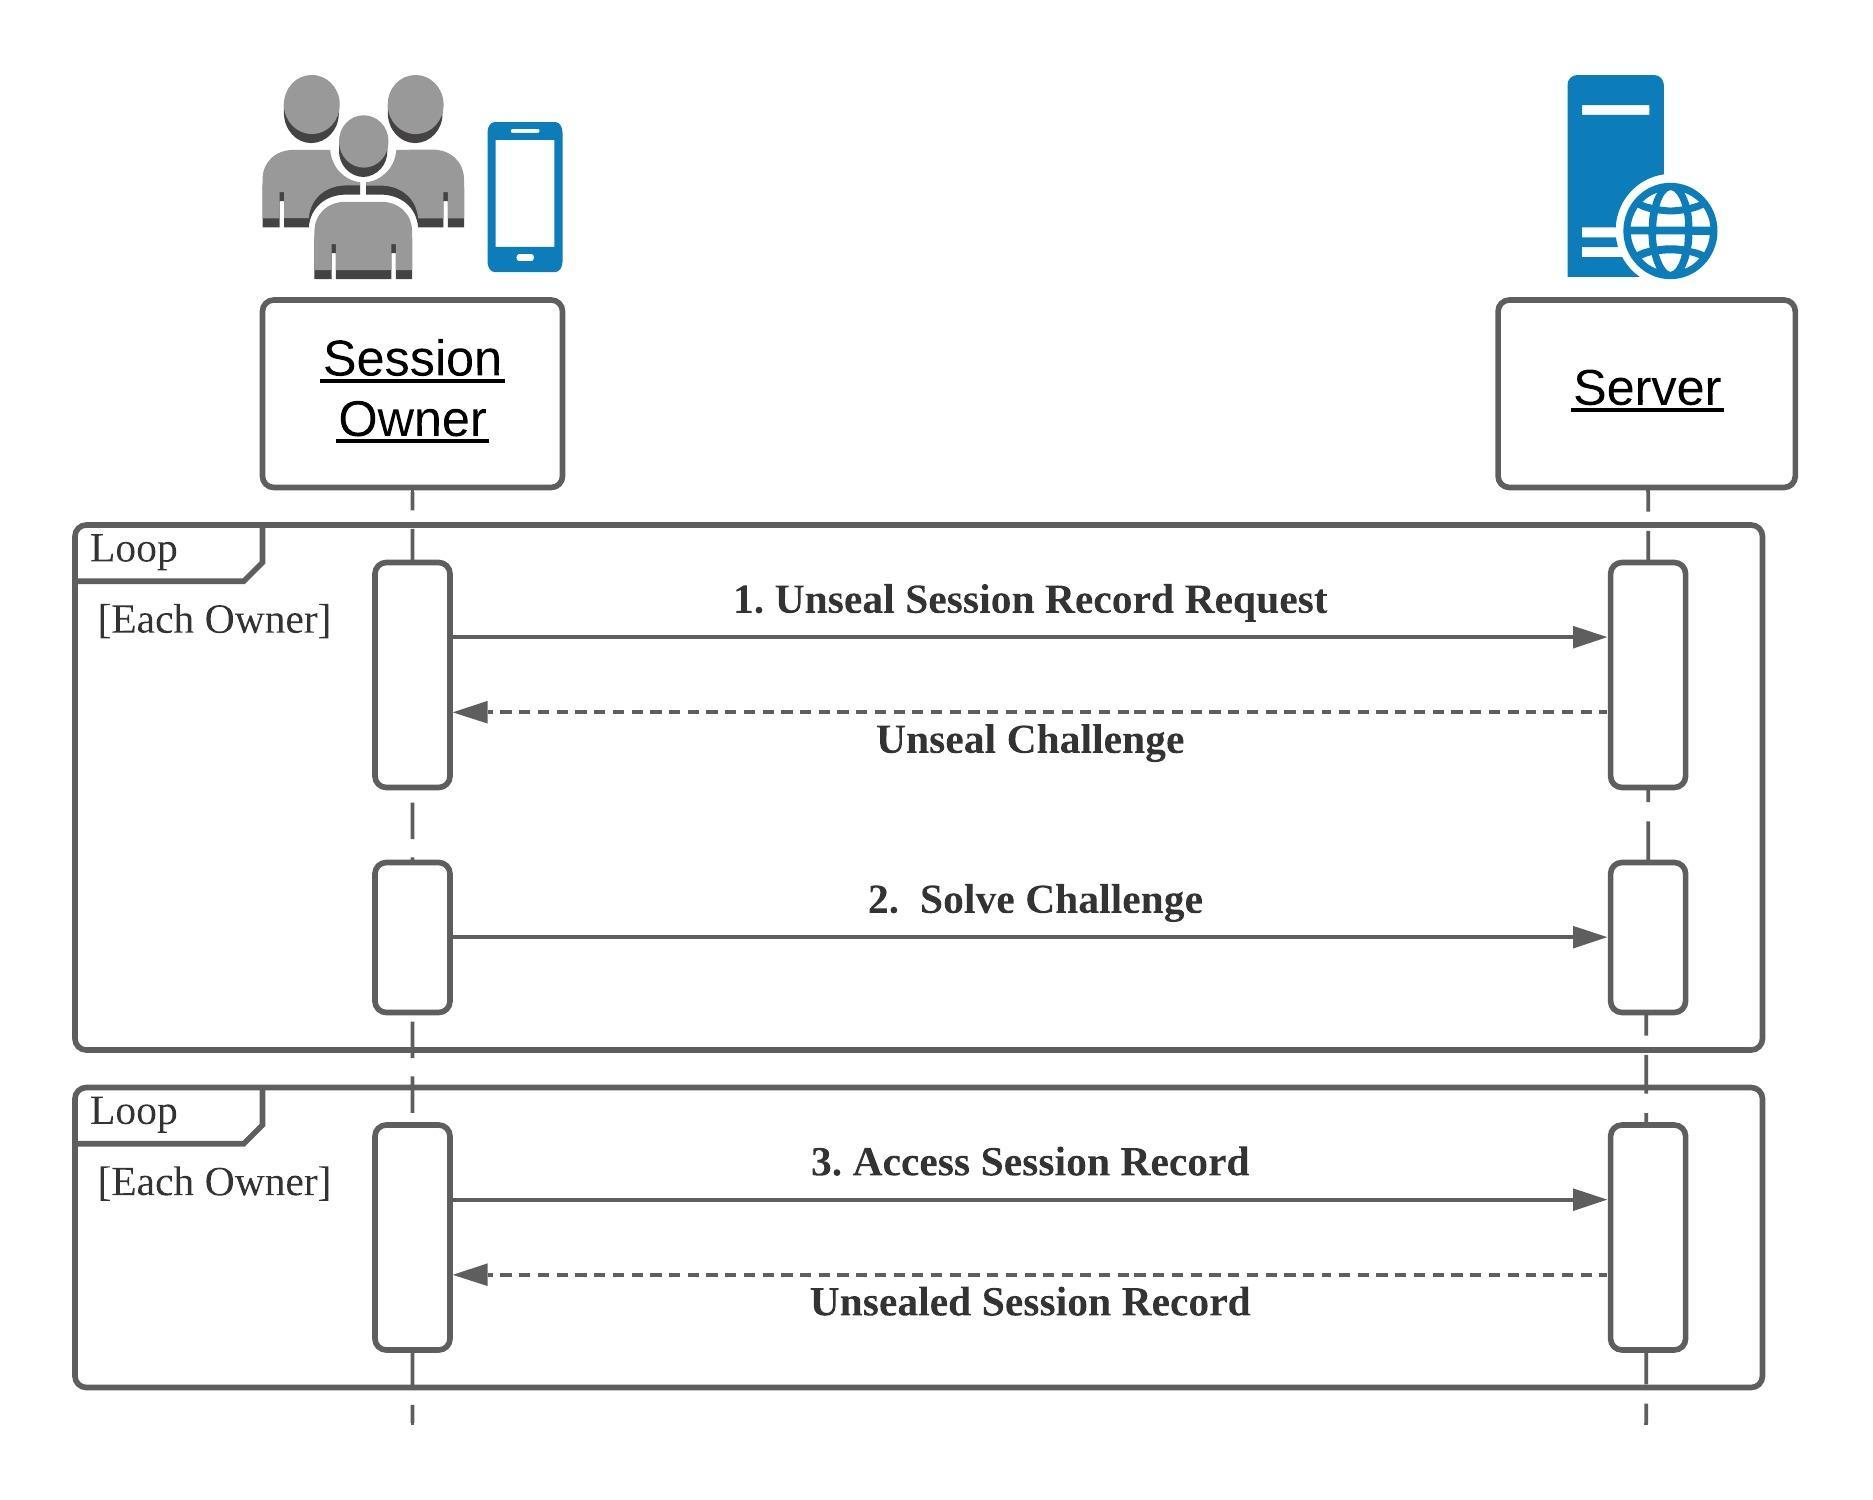 Session
Owner
Server
Loop
[Each Owner]
1. Unseal Session Record Request
Unseal Challenge
2. Solve Challenge
Loop
[Each Owner]
3. Access Session Record
Unsealed Session Record